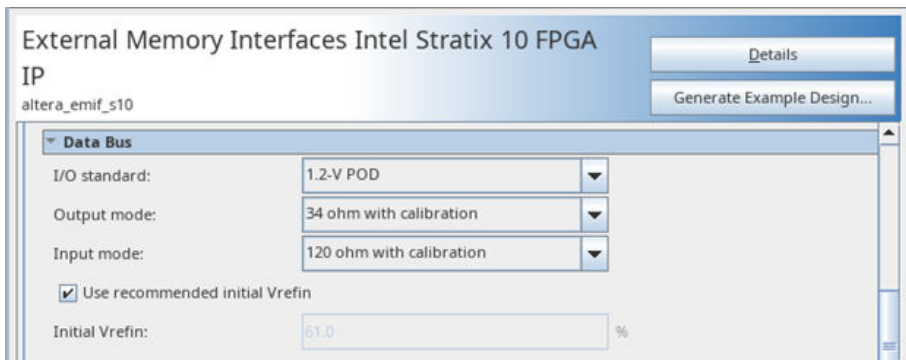 External Memory Interfaces Intel Stratix 10 FPGA
IP
altera_emif_s10
Details
Generate Example Design...
Data Bus
I/O standard: 1.2-V POD
Output mode: 34 ohm with calibration
Input mode: 120 ohm with calibration
Use recommended initial Vrefin
Initial Vrefin: 61.0 %